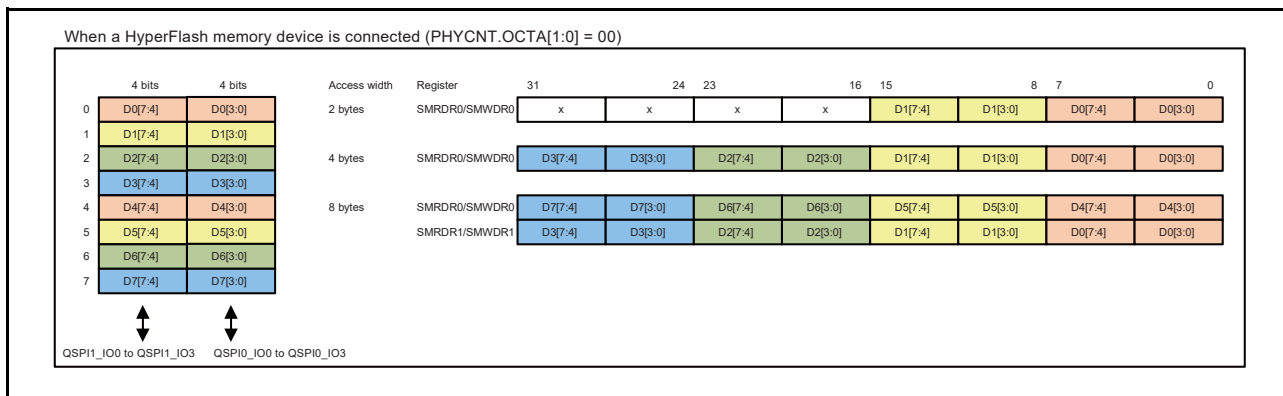 When a HyperFlash memory device is connected (PHYCNT.OCTA[1:0] = 00)
4 bits 4 bits Access width Register 31 24 23 16 15 8 7 0
0 D0[7:4] D0[3:0] 2 bytes SMRDR0/SMWDR0 x x x x D1[7:4] D1[3:0] D0[7:4] D0[3:0]
1 D1[7:4] D1[3:0]
2 D2[7:4] D2[3:0] 4 bytes SMRDR0/SMWDR0 D3[7:4] D3[3:0] D2[7:4] D2[3:0] D1[7:4] D1[3:0] D0[7:4] D0[3:0]
3 D3[7:4] D3[3:0]
4 D4[7:4] D4[3:0] 8 bytes SMRDR0/SMWDR0 D7[7:4] D7[3:0] D6[7:4] D6[3:0] D5[7:4] D5[3:0] D4[7:4] D4[3:0]
5 D5[7:4] D5[3:0] SMRDR1/SMWDR1 D3[7:4] D3[3:0] D2[7:4] D2[3:0] D1[7:4] D1[3:0] D0[7:4] D0[3:0]
6 D6[7:4] D6[3:0]
7 D7[7:4] D7[3:0]
QSPI1_IO0 to QSPI1_IO3 QSPI0_IO0 to QSPI0_IO3